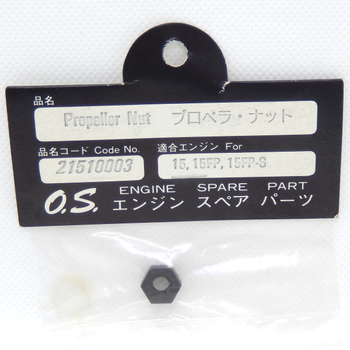 品名
Propeller Nut プロペラ・ナット
品名コード Code No. 適合エンジン For
21510003 15, 15FP, 15FP-S
O.S. ENGINE SPARE PART
エンジン スペア パーツ